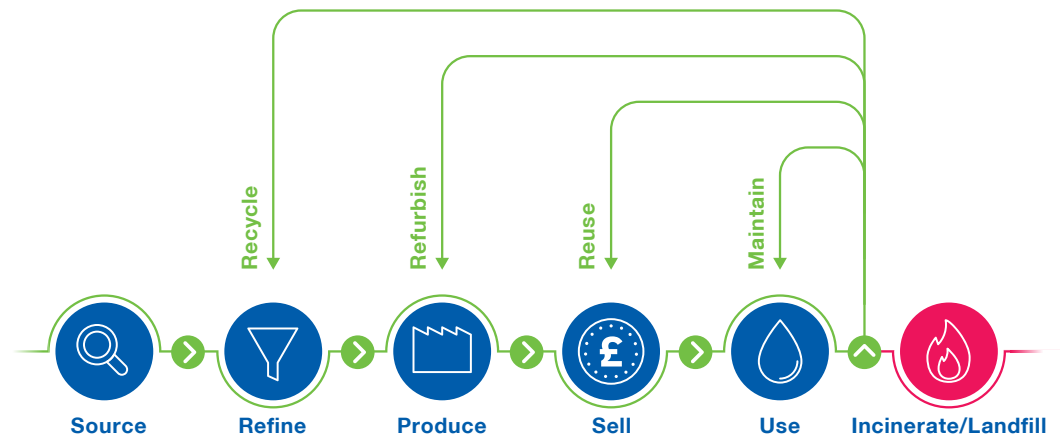 Recycle
Refurbish
Reuse
Maintain
£
Source
Refine
Produce
Sell
Use
Incinerate/Landfill